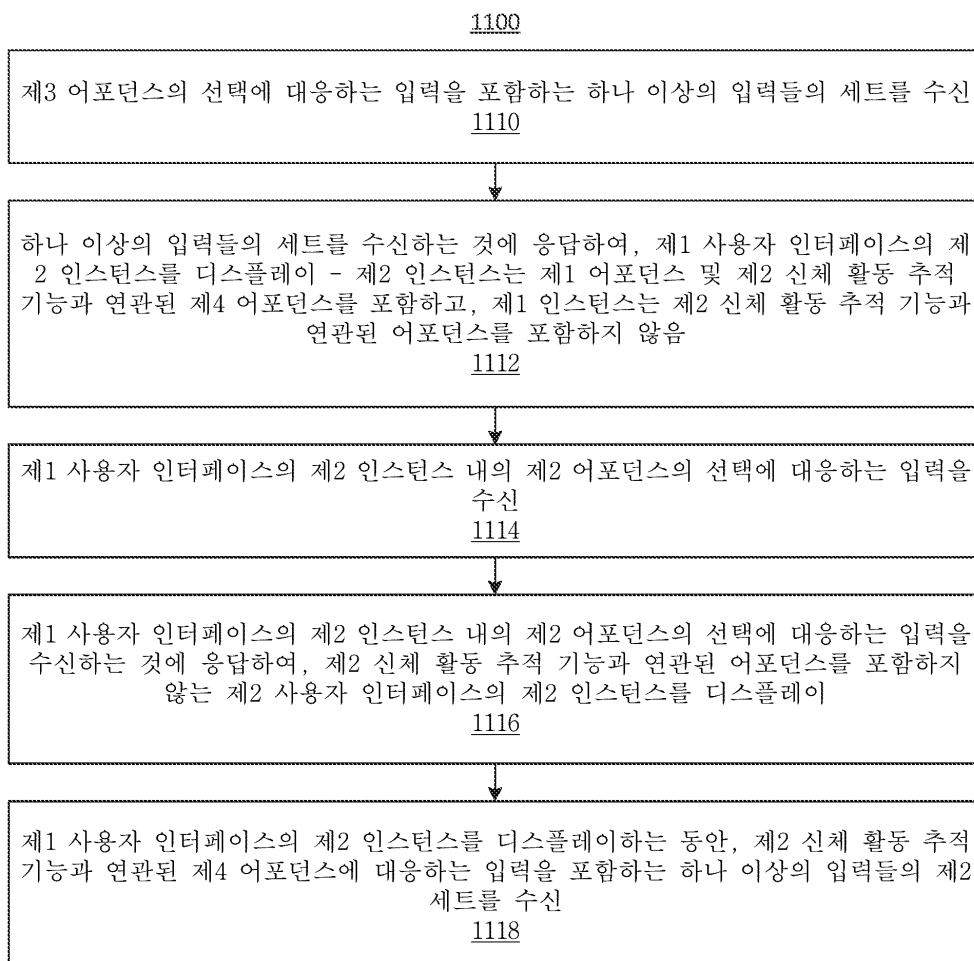 1100
제3 어포던스의 선택에 대응하는 입력을 포함하는 하나 이상의 입력들의 세트를 수신
1110
하나 이상의 입력들의 세트를 수신하는 것에 응답하여, 제1 사용자 인터페이스의 제
2 인스턴스를 디스플레이 - 제2 인스턴스는 제1 어포던스 및 제2 신체 활동 추적
기능과 연관된 제4 어포던스를 포함하고, 제1 인스턴스는 제2 신체 활동 추적 기능과
연관된 어포던스를 포함하지 않음
1112
제1 사용자 인터페이스의 제2 인스턴스 내의 제2 어포던스의 선택에 대응하는 입력을
수신
1114
제1 사용자 인터페이스의 제2 인스턴스 내의 제2 어포던스의 선택에 대응하는 입력을
수신하는 것에 응답하여, 제2 신체 활동 추적 기능과 연관된 어포던스를 포함하지
않는 제2 사용자 인터페이스의 제2 인스턴스를 디스플레이
1116
제1 사용자 인터페이스의 제2 인스턴스를 디스플레이하는 동안, 제2 신체 활동 추적
기능과 연관된 제4 어포던스에 대응하는 입력을 포함하는 하나 이상의 입력들의 제2
세트를 수신
1118